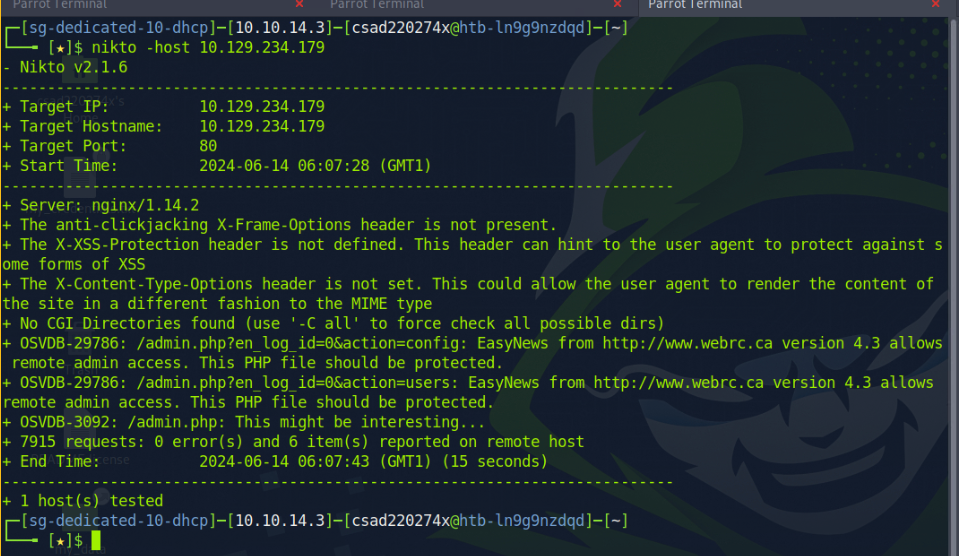 Parrot Terminal × Parrot Terminal × Parrot Terminal ×
┌─[sg-dedicated-10-dhcp]─[10.10.14.3]─[csad220274x@htb-ln9g9nzdqd]─[~]
└──╼ [★]$ nikto -host 10.129.234.179
- Nikto v2.1.6
---------------------------------------------------------------------------
+ Target IP:          10.129.234.179
+ Target Hostname:    10.129.234.179
+ Target Port:        80
+ Start Time:         2024-06-14 06:07:28 (GMT1)
---------------------------------------------------------------------------
+ Server: nginx/1.14.2
+ The anti-clickjacking X-Frame-Options header is not present.
+ The X-XSS-Protection header is not defined. This header can hint to the user agent to protect against s
ome forms of XSS
+ The X-Content-Type-Options header is not set. This could allow the user agent to render the content of
the site in a different fashion to the MIME type
+ No CGI Directories found (use '-C all' to force check all possible dirs)
+ OSVDB-29786: /admin.php?en_log_id=0&action=config: EasyNews from http://www.webrc.ca version 4.3 allows
 remote admin access. This PHP file should be protected.
+ OSVDB-29786: /admin.php?en_log_id=0&action=users: EasyNews from http://www.webrc.ca version 4.3 allows
remote admin access. This PHP file should be protected.
+ OSVDB-3092: /admin.php: This might be interesting...
+ 7915 requests: 0 error(s) and 6 item(s) reported on remote host
+ End Time:           2024-06-14 06:07:43 (GMT1) (15 seconds)
---------------------------------------------------------------------------
+ 1 host(s) tested
┌─[sg-dedicated-10-dhcp]─[10.10.14.3]─[csad220274x@htb-ln9g9nzdqd]─[~]
└──╼ [★]$